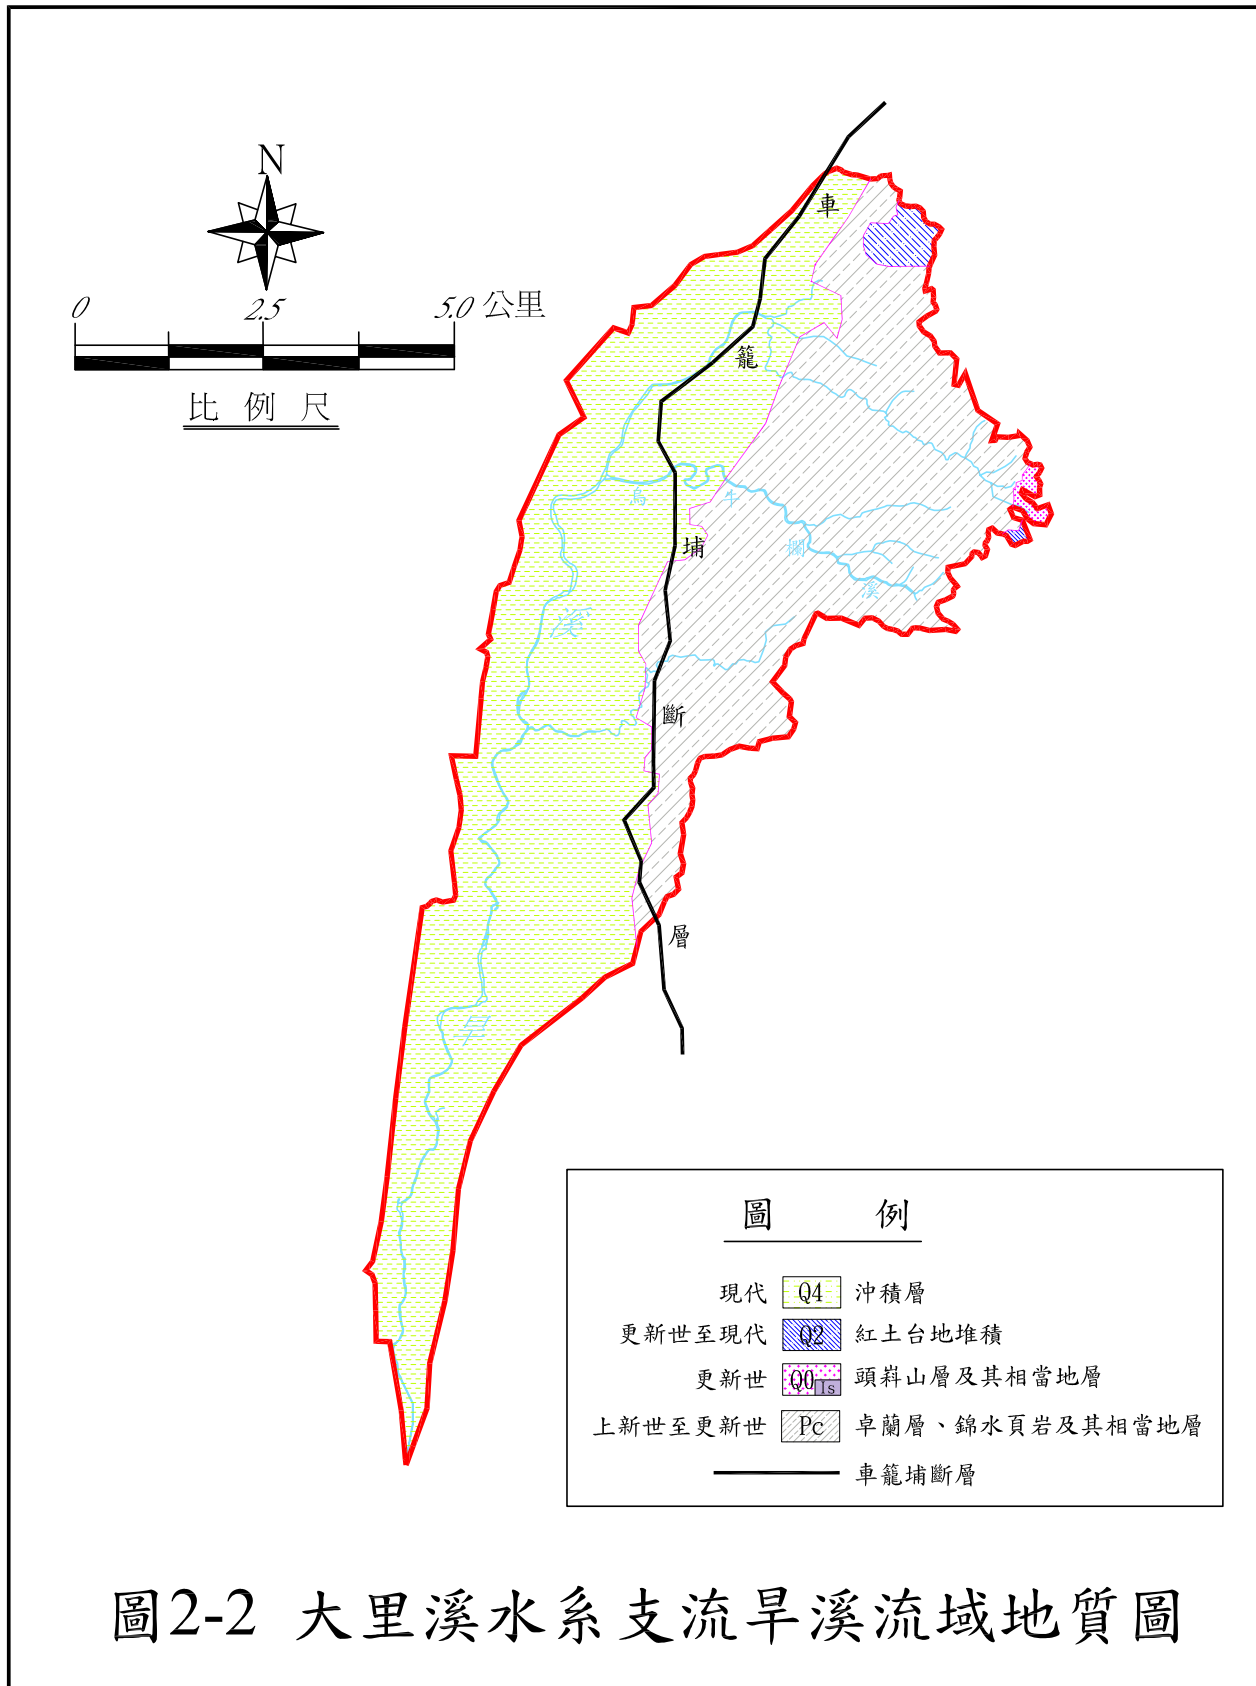 N
0 2.5 5.0 公里
比例尺
車
籠
埔
斷
層
烏
牛
欄
溪
溪
旱
圖 例
現代 Q4 沖積層
更新世至現代 Q2 紅土台地堆積
更新世 Q0 Is 頭嵙山層及其相當地層
上新世至更新世 Pc 卓蘭層、錦水頁岩及其相當地層
車籠埔斷層
圖2-2 大里溪水系支流旱溪流域地質圖